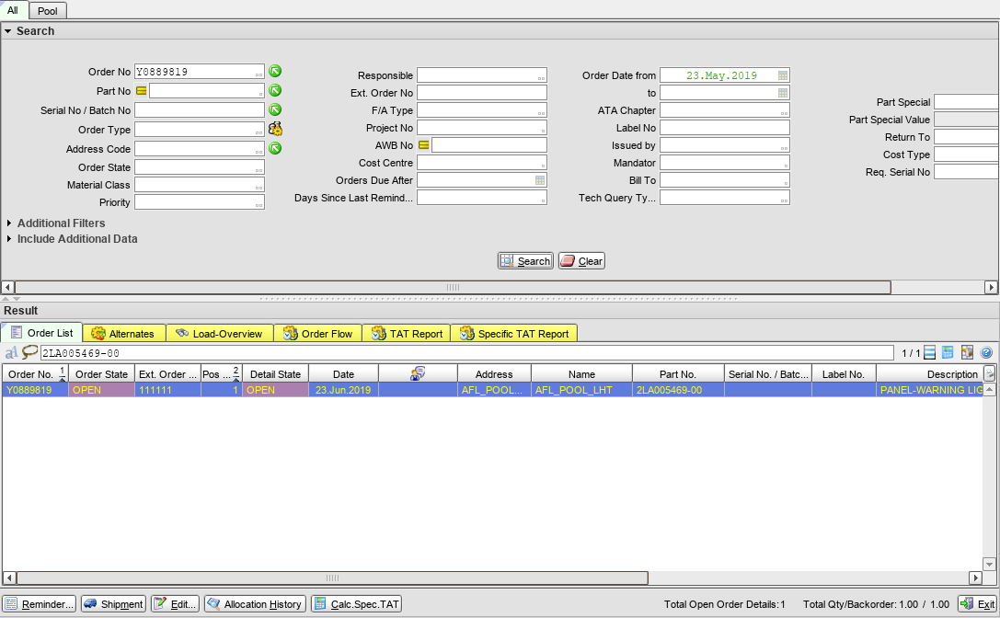 All Pool
Search
Order No Y0889819
Part No
Serial No / Batch No
Order Type
Address Code
Order State
Material Class
Priority
Responsible
Ext. Order No
F/A Type
Project No
AWB No
Cost Centre
Orders Due After
Days Since Last Remind...
Order Date from 23.May.2019
to
ATA Chapter
Label No
Issued by
Mandator
Bill To
Tech Query Ty...
Part Special
Part Special Value
Return To
Cost Type
Req. Serial No
Additional Filters
Include Additional Data
Search Clear
Result
Order List Alternates Load-Overview Order Flow TAT Report Specific TAT Report
2LA005469-00 1 / 1
Order No. 1 Order State Ext. Order ... Pos ... 2 Detail State Date Address Name Part No. Serial No. / Batc... Label No. Description
Y0889819 OPEN 111111 1 OPEN 23.Jun.2019 AFL_POOL... AFL_POOL_LHT 2LA005469-00 PANEL-WARNING LIG
Reminder... Shipment Edit... Allocation History Calc.Spec.TAT Total Open Order Details: 1 Total Qty/Backorder: 1.00 / 1.00 Exit